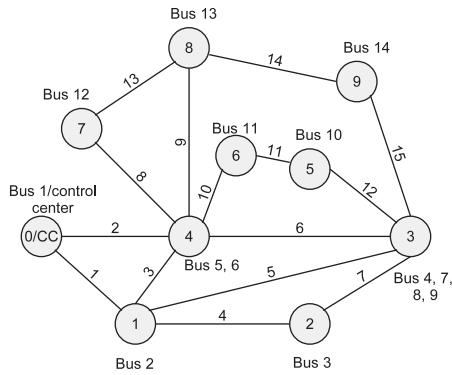 Bus 13
8
14
Bus 14
9
13
Bus 12
7
9
Bus 11
6
11
Bus 10
5
15
8
10
12
Bus 1/control
center
0/CC
2
4
6
3
Bus 5, 6
1
3
5
Bus 4, 7,
8, 9
7
1
4
2
Bus 2
Bus 3